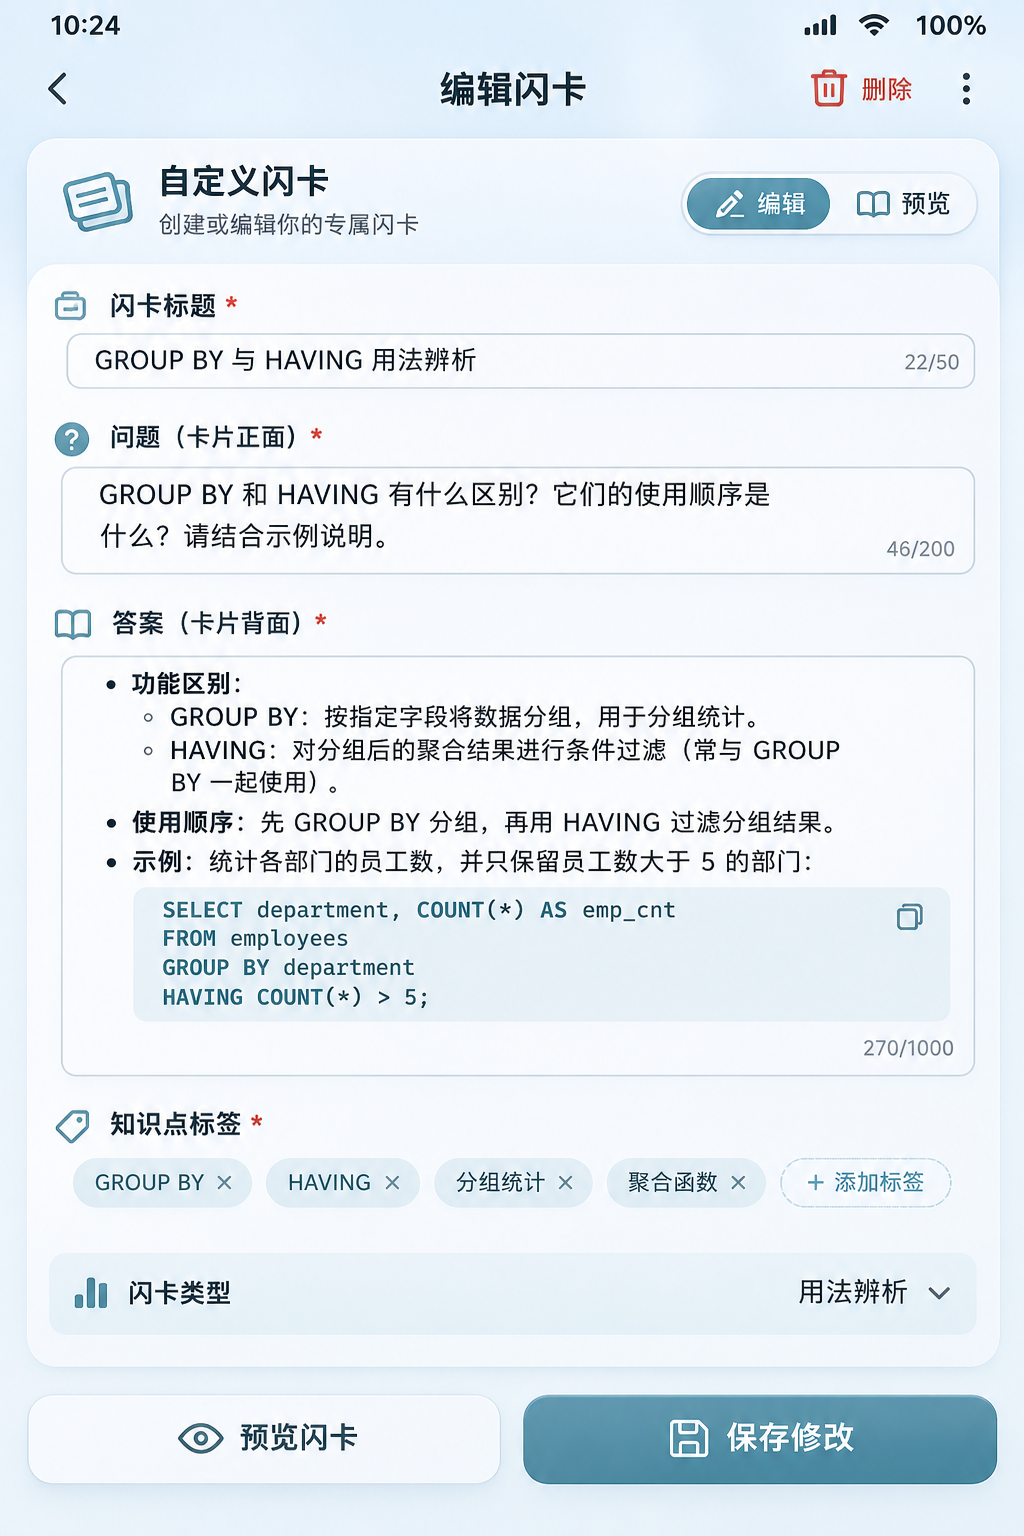 10:24 100%
编辑闪卡 删除
自定义闪卡
创建或编辑你的专属闪卡
编辑 预览
闪卡标题 *
GROUP BY 与 HAVING 用法辨析 22/50
问题（卡片正面）*
GROUP BY 和 HAVING 有什么区别？它们的使用顺序是
什么？请结合示例说明。
46/200
答案（卡片背面）*
• 功能区别：
◦ GROUP BY：按指定字段将数据分组，用于分组统计。
◦ HAVING：对分组后的聚合结果进行条件过滤（常与 GROUP
BY 一起使用）。
• 使用顺序：先 GROUP BY 分组，再用 HAVING 过滤分组结果。
• 示例：统计各部门的员工数，并只保留员工数大于 5 的部门：
SELECT department, COUNT(*) AS emp_cnt
FROM employees
GROUP BY department
HAVING COUNT(*) > 5;
270/1000
知识点标签 *
GROUP BY × HAVING × 分组统计 × 聚合函数 × + 添加标签
闪卡类型 用法辨析
预览闪卡 保存修改